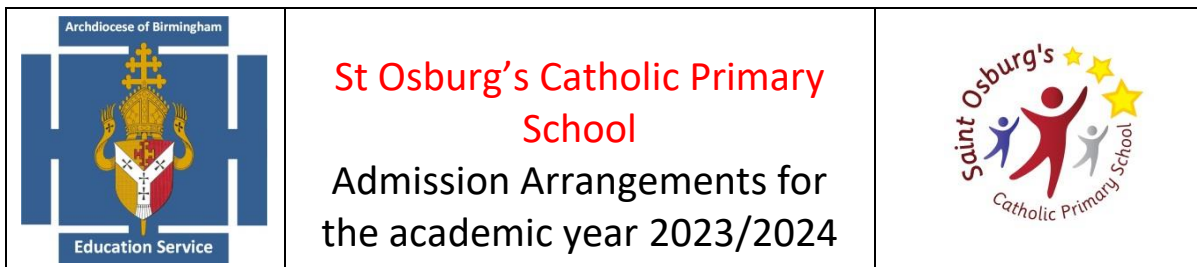 Archdiocese of Birmingham
Education Service
St Osburg's Catholic Primary
School
Admission Arrangements for
the academic year 2023/2024
Saint Osburg's
Catholic Primary School